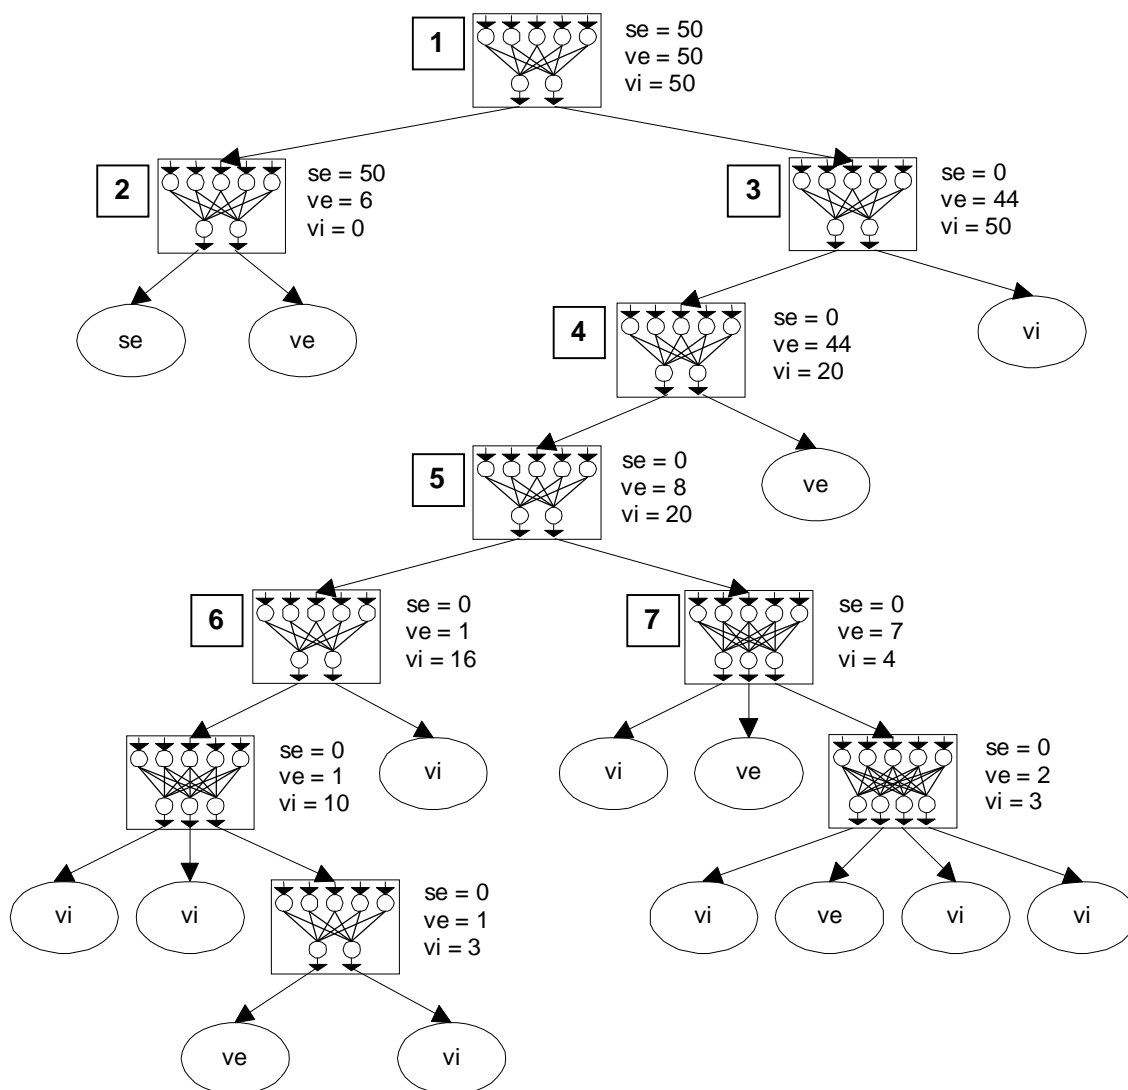 1
se = 50
ve = 50
vi = 50
2
se = 50
ve = 6
vi = 0
3
se = 0
ve = 44
vi = 50
se
ve
4
se = 0
ve = 44
vi = 20
vi
5
se = 0
ve = 8
vi = 20
ve
6
se = 0
ve = 1
vi = 16
7
se = 0
ve = 7
vi = 4
se = 0
ve = 1
vi = 10
vi
vi
ve
se = 0
ve = 2
vi = 3
vi
vi
se = 0
ve = 1
vi = 3
vi
ve
vi
vi
ve
vi